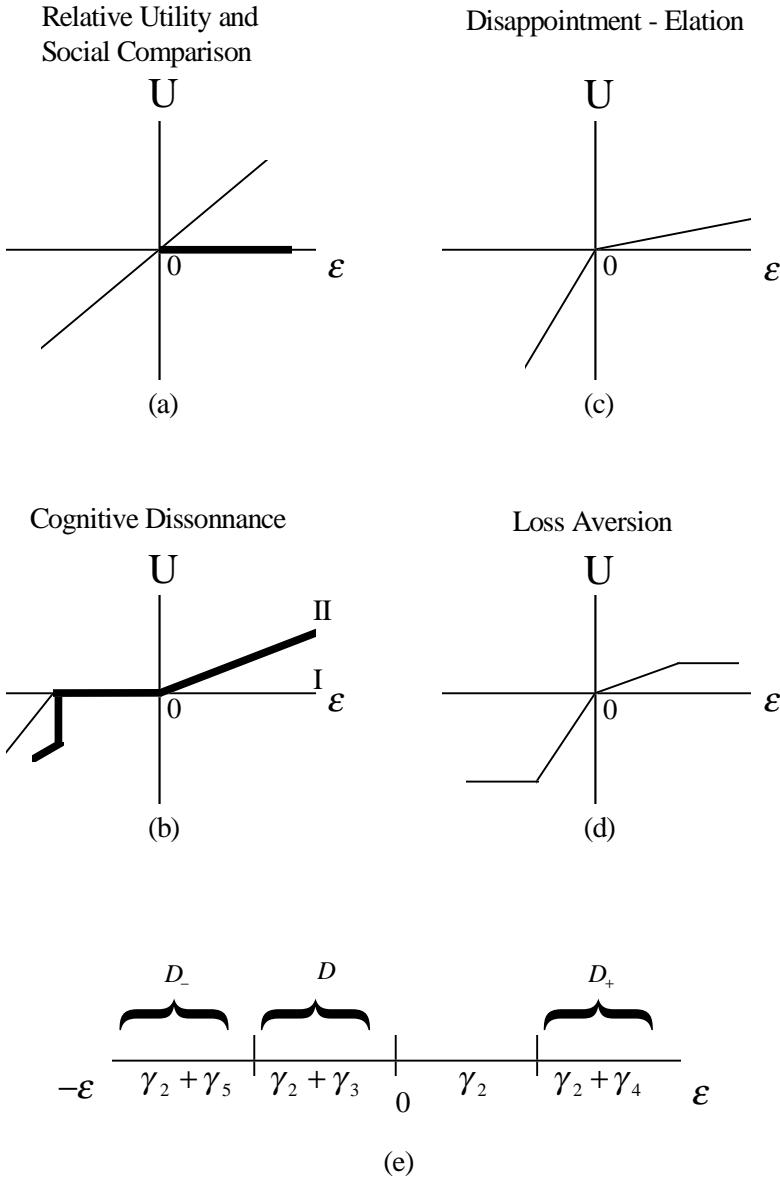 Relative Utility and
Social Comparison
U
0
ε
(a)
Disappointment - Elation
U
0
ε
(c)
Cognitive Dissonnance
U
II
I
0
ε
(b)
Loss Aversion
U
0
ε
(d)
D₋ D D₊
−ε γ₂ + γ₅ γ₂ + γ₃ 0 γ₂ γ₂ + γ₄ ε
(e)